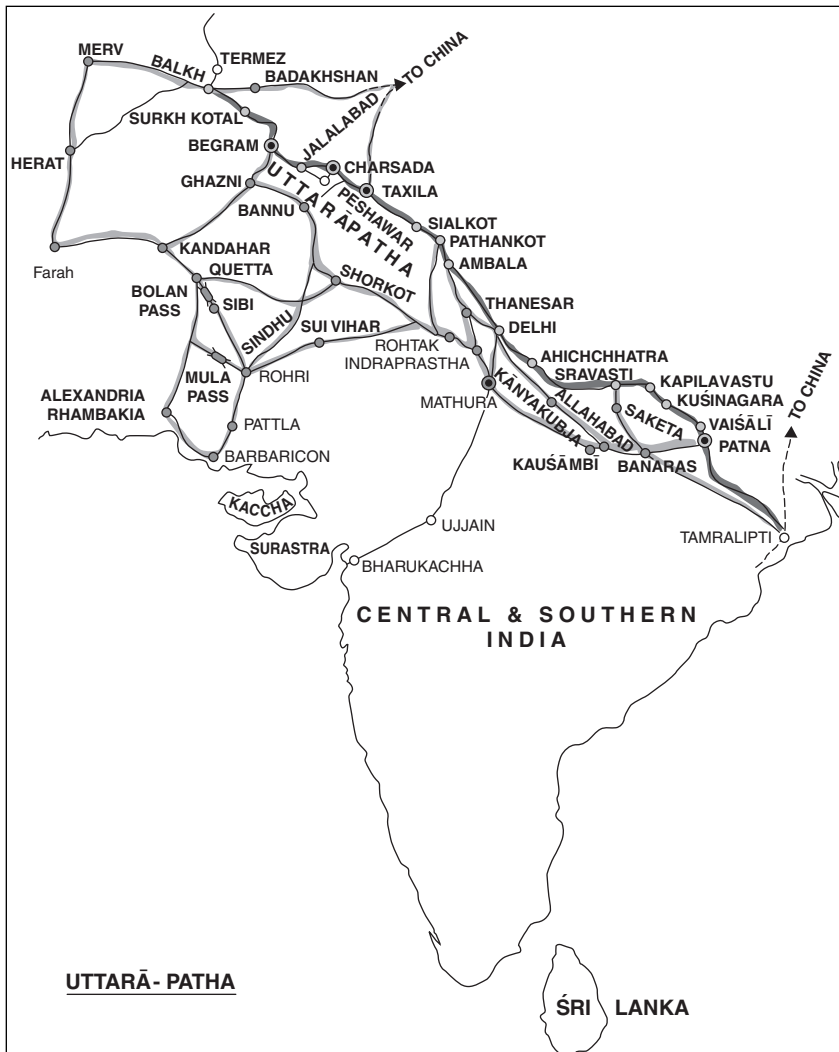 MERV
TERMEZ
BALKH
BADAKHSHAN
TO CHINA
SURKH KOTAL
JALALABAD
HERAT
BEGRAM
CHARSADA
GHAZNI
TAXILA
BANNU
UTTARĀPATHA
PESHAWAR
SIALKOT
PATHANKOT
Farah
KANDAHAR
AMBALA
QUETTA
SHORKOT
BOLAN
PASS
SIBI
THANESAR
SINDHU
SUI VIHAR
DELHI
ROHTAK
INDRAPRASTHA
AHICHCHHATRA
SRAVASTI
MULA
PASS
ROHRI
KAPILAVASTU
MATHURA
KĀNYAKUBJA
ALLAHABAD
SAKETA
KUŚINAGARA
TO CHINA
ALEXANDRIA
RHAMBAKIA
PATTLA
VAIŚĀLĪ
PATNA
BARBARICON
KAUŚĀMBĪ
BANARAS
KACCHA
UJJAIN
TAMRALIPTI
SURASTRA
BHARUKACHHA
CENTRAL & SOUTHERN
INDIA
UTTARĀ - PATHA
ŚRI LANKA